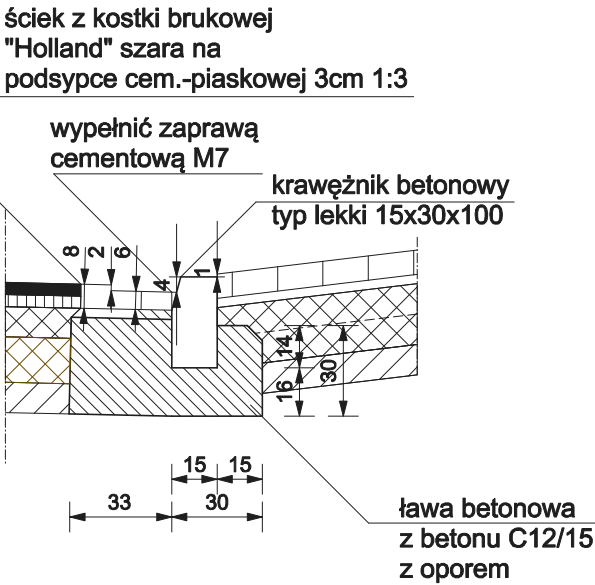 ściek z kostki brukowej
"Holland" szara na
podsypce cem.-piaskowej 3cm 1:3
wypełnić zaprawą
cementową M7
krawężnik betonowy
typ lekki 15x30x100
8
2
6
4
1
14
16
30
15
15
33
30
ława betonowa
z betonu C12/15
z oporem